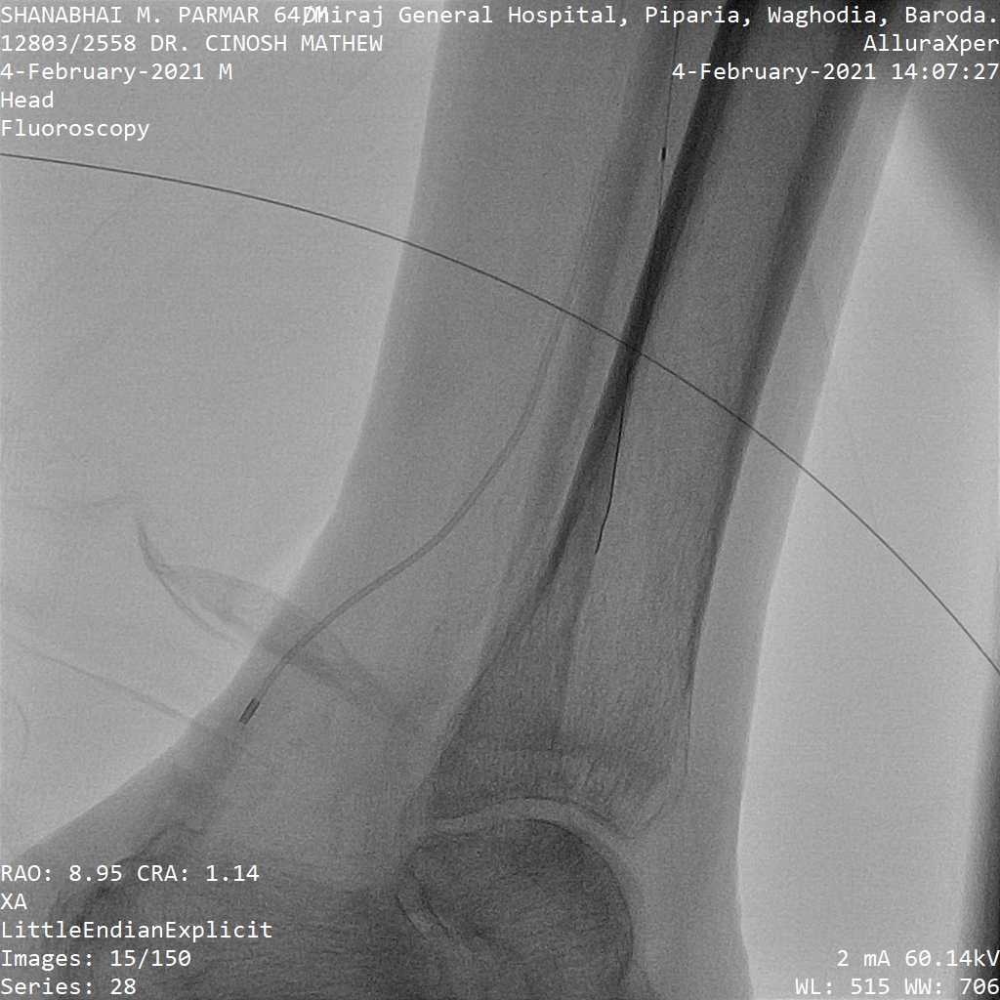 SHANABHAI M. PARMAR 64 Dhiraj General Hospital, Piparia, Waghodia, Baroda.
12803/2558 DR. CINOSH MATHEW
AlluraXper
4-February-2021 M
4-February-2021 14:07:27
Head
Fluoroscopy
RAO: 8.95 CRA: 1.14
XA
LittleEndianExplicit
Images: 15/150
2 mA 60.14kV
Series: 28
WL: 515 WW: 706